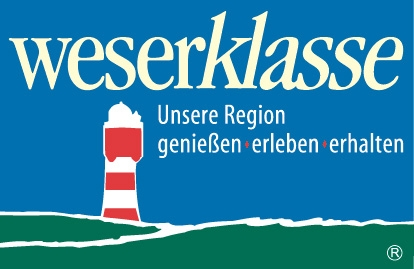 weserklasse
Unsere Region
genießen•erleben•erhalten
®